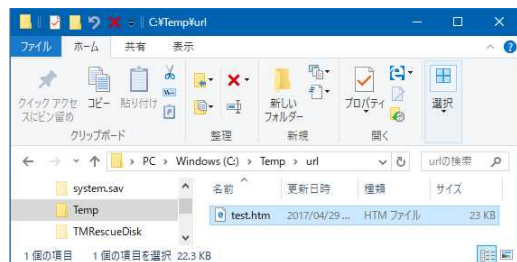 C:¥Temp¥url
ファイル ホーム 共有 表示
クイック アクセスにピン留め コピー 貼り付け 新しいフォルダー プロパティ 選択
クリップボード 整理 新規 開く
PC > Windows (C:) > Temp > url urlの検索
system.sav
Temp
TMRescueDisk
名前 更新日時 種類 サイズ
test.htm 2017/04/29 ... HTM ファイル 23 KB
1 個の項目 1 個の項目を選択 22.3 KB